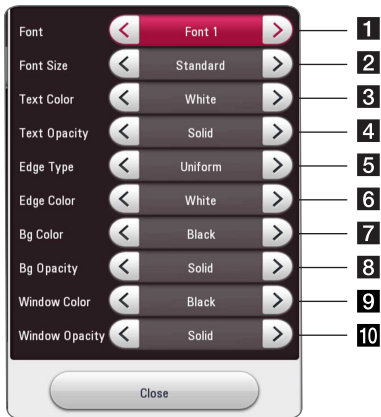 Font < Font 1 > 1
Font Size < Standard > 2
Text Color < White > 3
Text Opacity < Solid > 4
Edge Type < Uniform > 5
Edge Color < White > 6
Bg Color < Black > 7
Bg Opacity < Solid > 8
Window Color < Black > 9
Window Opacity < Solid > 10
Close